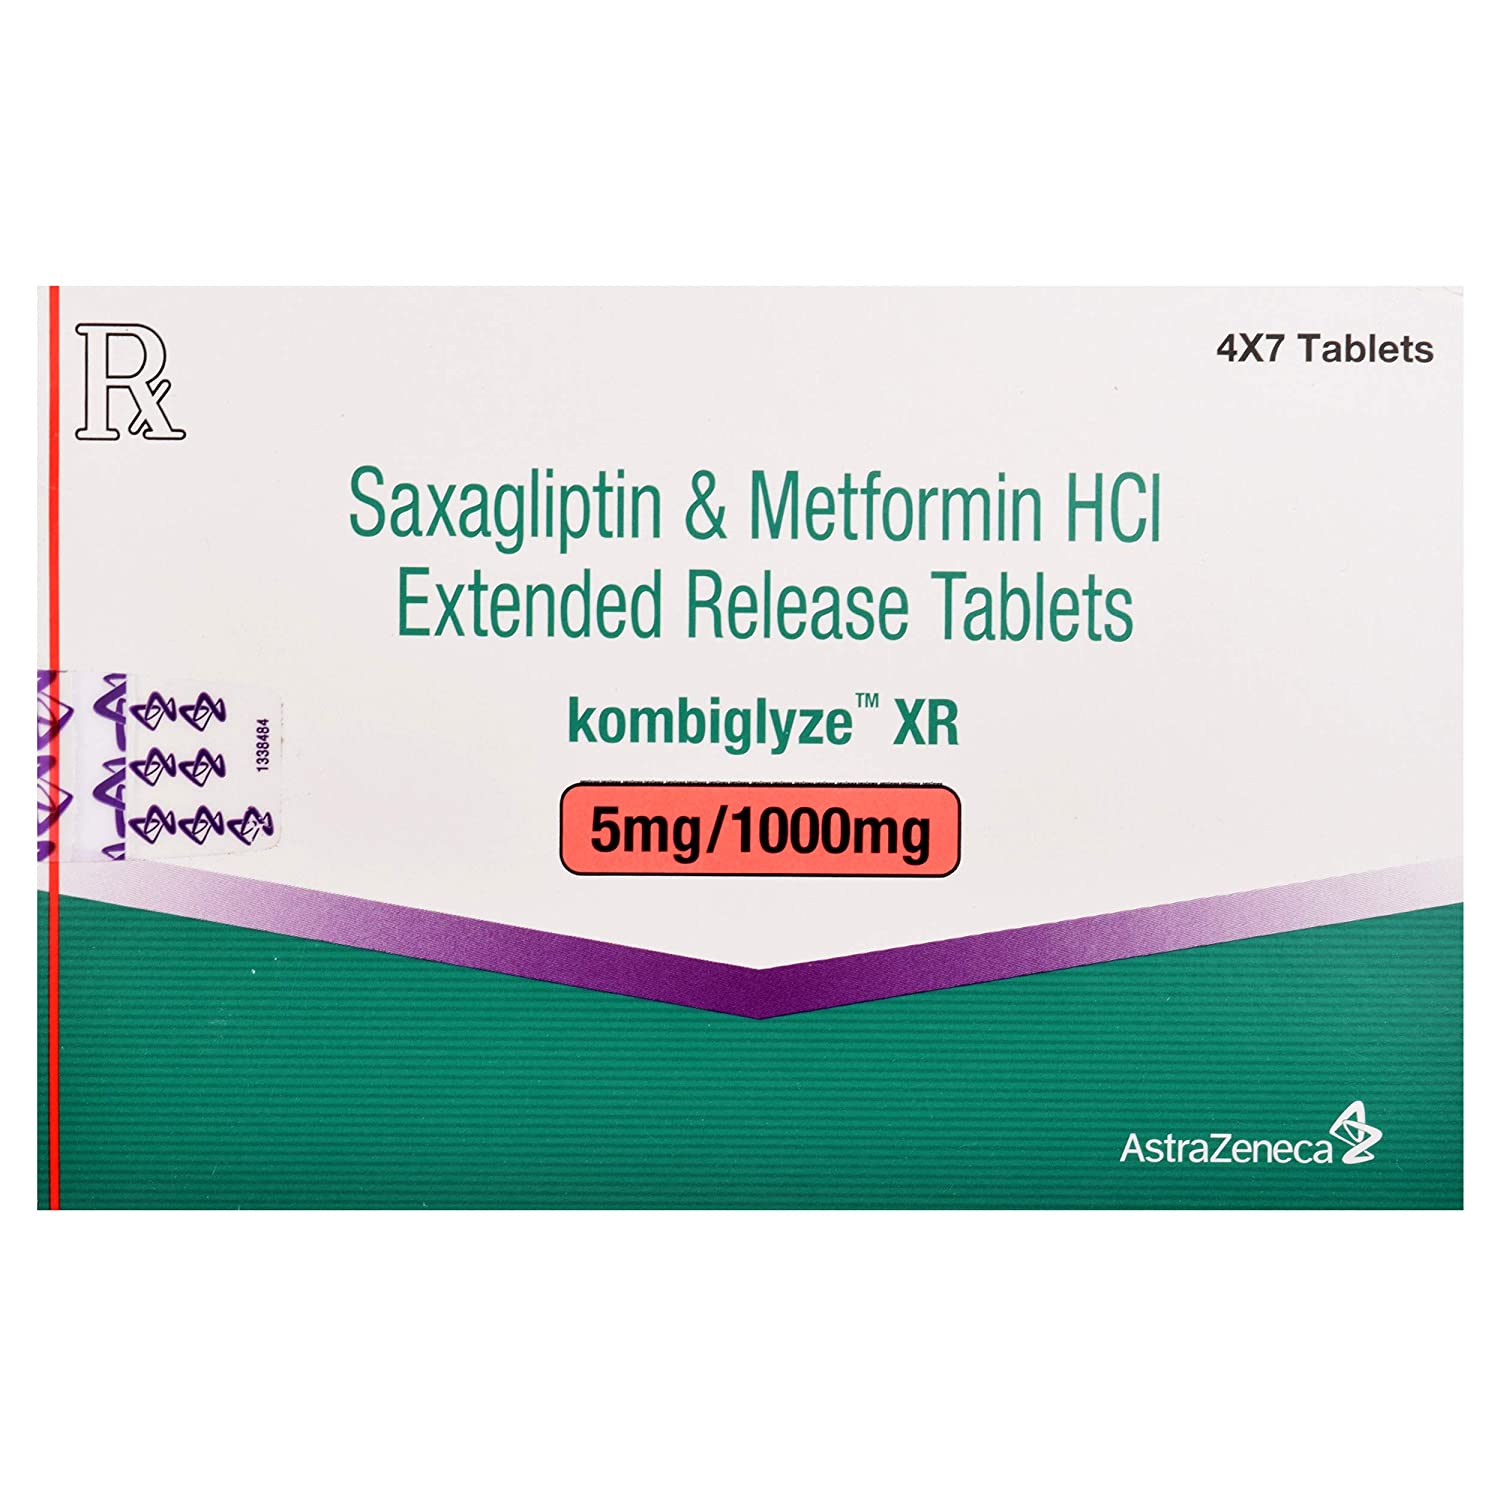 Rx
4X7 Tablets
Saxagliptin & Metformin HCl
Extended Release Tablets
kombiglyze™ XR
5mg/1000mg
1338484
AstraZeneca